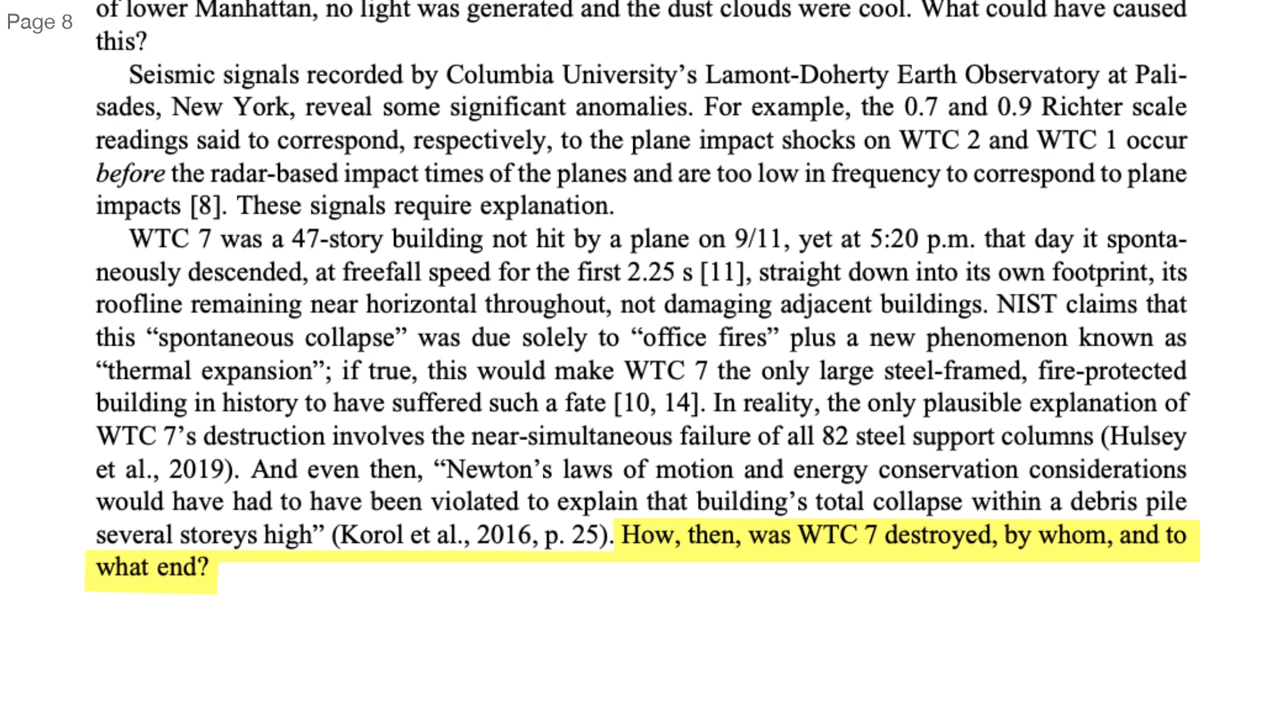 Page 8
of lower Manhattan, no light was generated and the dust clouds were cool. What could have caused
this?
Seismic signals recorded by Columbia University's Lamont-Doherty Earth Observatory at Pali-
sades, New York, reveal some significant anomalies. For example, the 0.7 and 0.9 Richter scale
readings said to correspond, respectively, to the plane impact shocks on WTC 2 and WTC 1 occur
before the radar-based impact times of the planes and are too low in frequency to correspond to plane
impacts [8]. These signals require explanation.
WTC 7 was a 47-story building not hit by a plane on 9/11, yet at 5:20 p.m. that day it sponta-
neously descended, at freefall speed for the first 2.25 s [11], straight down into its own footprint, its
roofline remaining near horizontal throughout, not damaging adjacent buildings. NIST claims that
this “spontaneous collapse” was due solely to “office fires” plus a new phenomenon known as
“thermal expansion”; if true, this would make WTC 7 the only large steel-framed, fire-protected
building in history to have suffered such a fate [10, 14]. In reality, the only plausible explanation of
WTC 7's destruction involves the near-simultaneous failure of all 82 steel support columns (Hulsey
et al., 2019). And even then, “Newton's laws of motion and energy conservation considerations
would have had to have been violated to explain that building's total collapse within a debris pile
several storeys high” (Korol et al., 2016, p. 25). How, then, was WTC 7 destroyed, by whom, and to
what end?